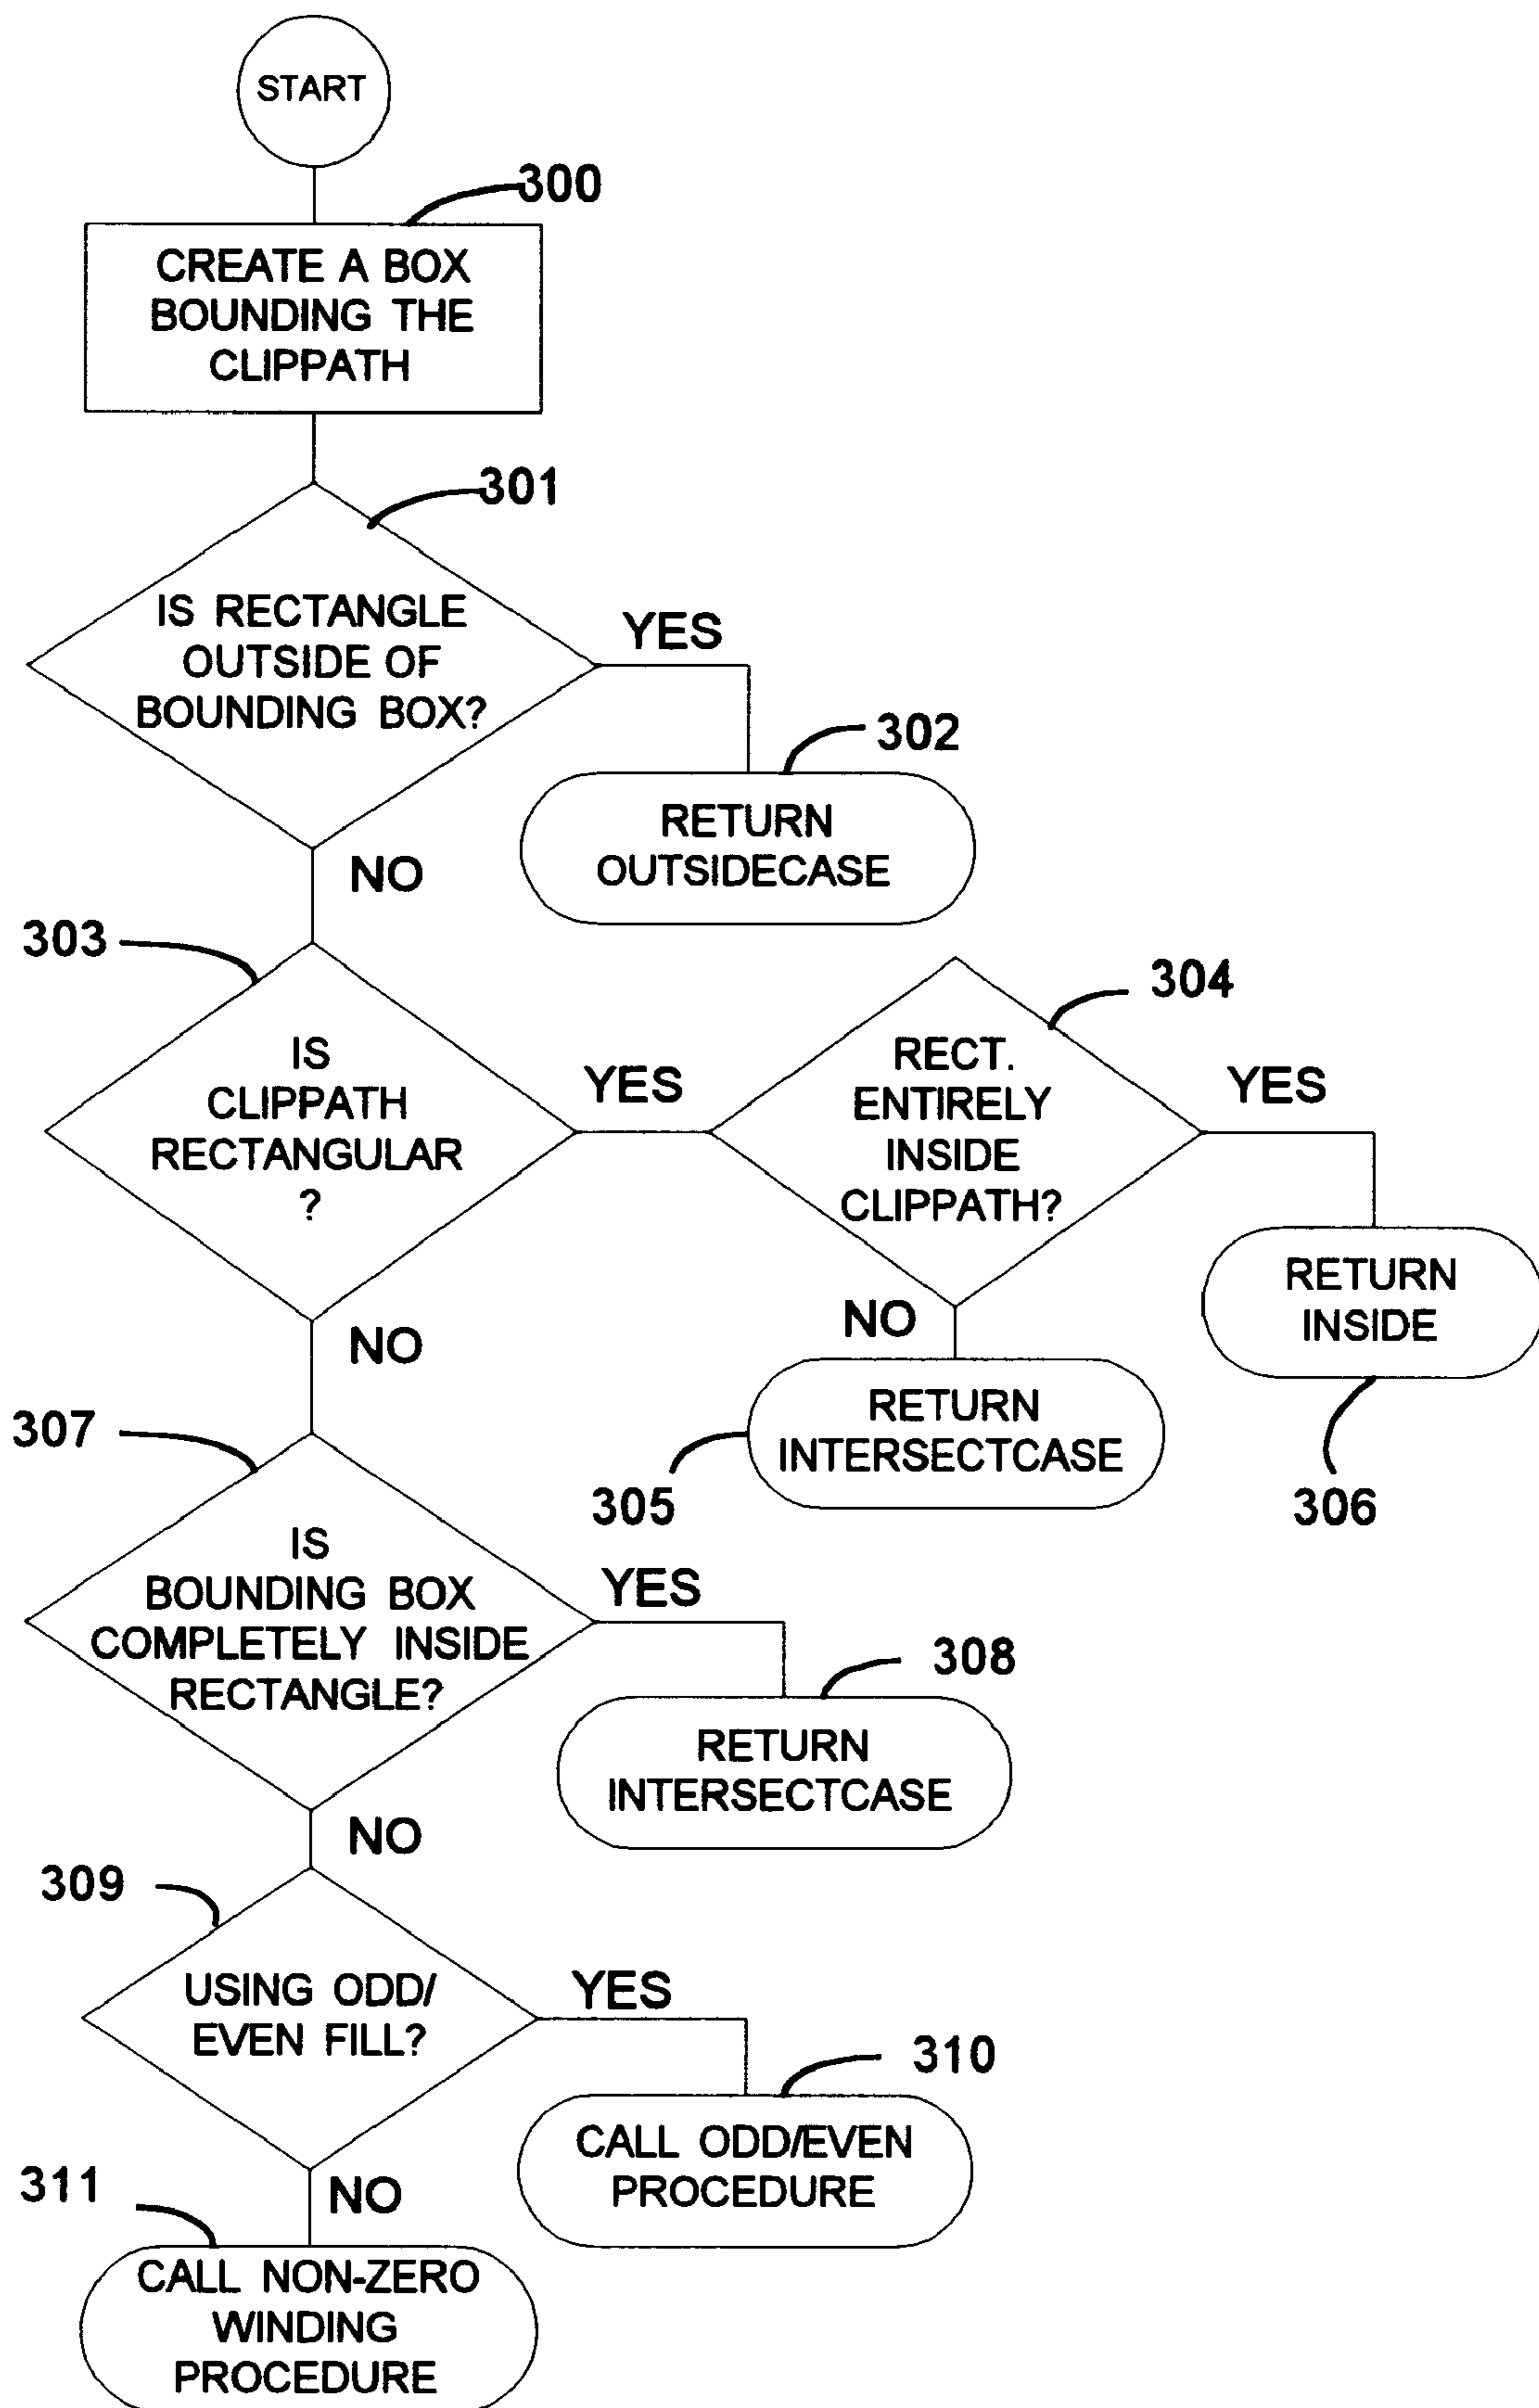 START
300
CREATE A BOX
BOUNDING THE
CLIPPATH
301
IS RECTANGLE
OUTSIDE OF
BOUNDING BOX?
YES
302
RETURN
OUTSIDECASE
NO
303
IS
CLIPPATH
RECTANGULAR
?
YES
304
RECT.
ENTIRELY
INSIDE
CLIPPATH?
YES
RETURN
INSIDE
306
NO
RETURN
INTERSECTCASE
305
NO
307
IS
BOUNDING BOX
COMPLETELY INSIDE
RECTANGLE?
YES
308
RETURN
INTERSECTCASE
NO
309
USING ODD/
EVEN FILL?
YES
310
CALL ODD/EVEN
PROCEDURE
NO
311
CALL NON-ZERO
WINDING
PROCEDURE